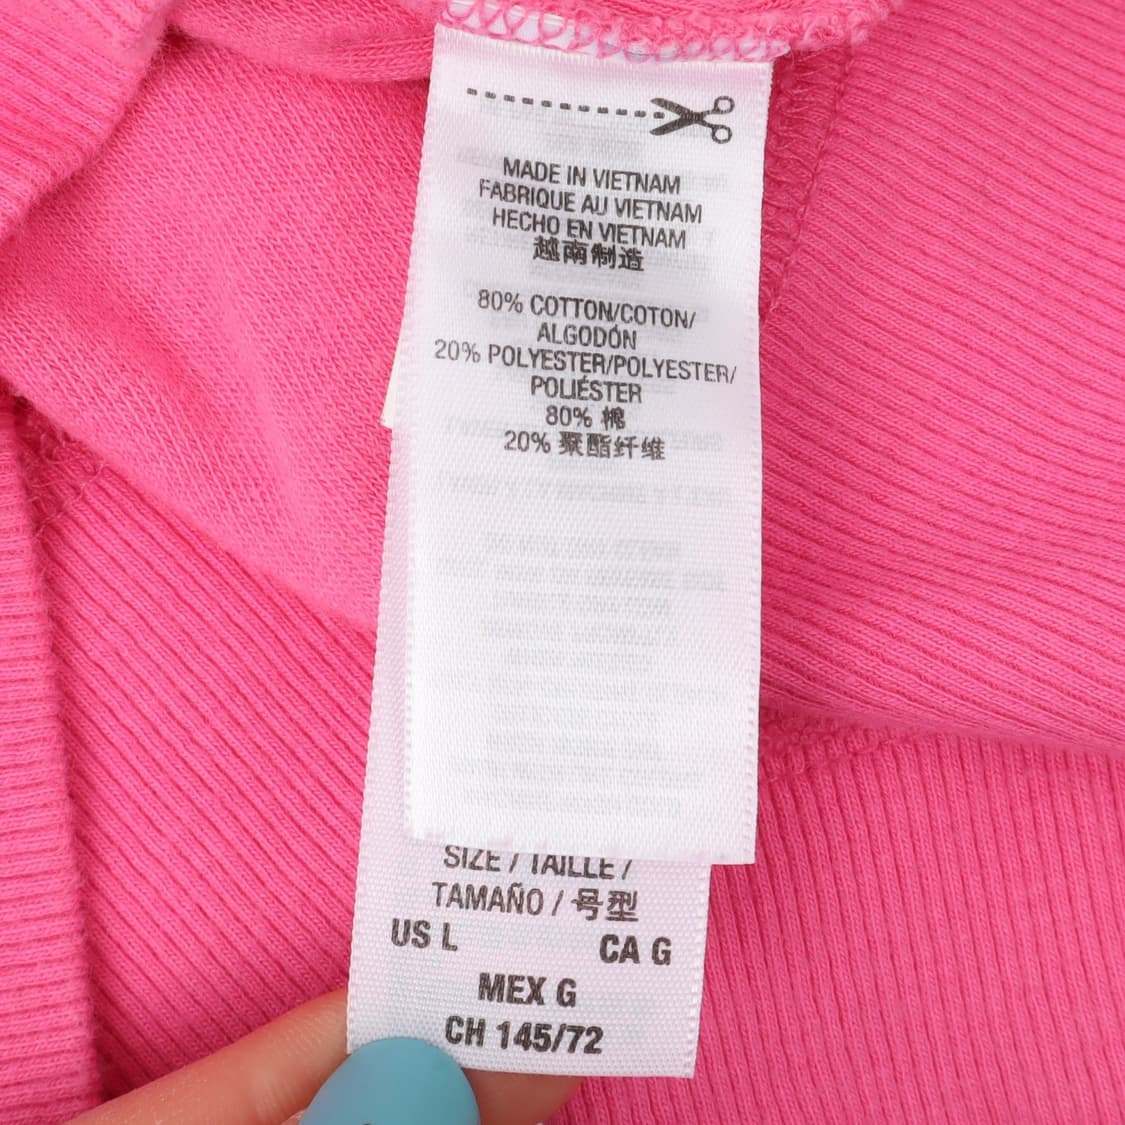 MADE IN VIETNAM
FABRIQUE AU VIETNAM
HECHO EN VIETNAM
越南制造
80% COTTON/COTON/
ALGODÓN
20% POLYESTER/POLYESTER/
POLIÉSTER
80% 棉
20% 聚酯纤维
SIZE / TAILLE /
TAMAÑO / 号型
US L CA G
MEX G
CH 145/72